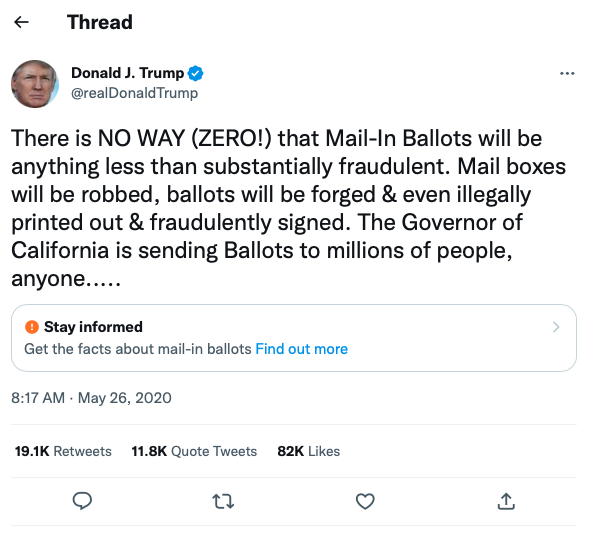 Thread
Donald J. Trump
@realDonaldTrump
There is NO WAY (ZERO!) that Mail-In Ballots will be
anything less than substantially fraudulent. Mail boxes
will be robbed, ballots will be forged & even illegally
printed out & fraudulently signed. The Governor of
California is sending Ballots to millions of people,
anyone.....
Stay informed
Get the facts about mail-in ballots Find out more
8:17 AM · May 26, 2020
19.1K Retweets 11.8K Quote Tweets 82K Likes